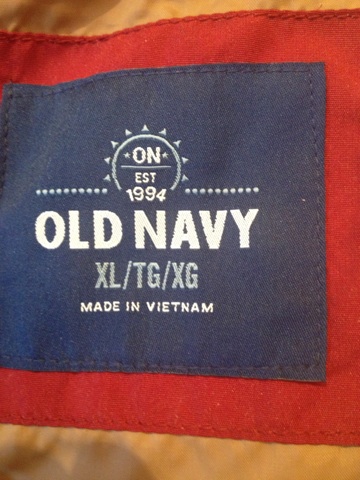 ON
EST
1994
OLD NAVY
XL/TG/XG
MADE IN VIETNAM